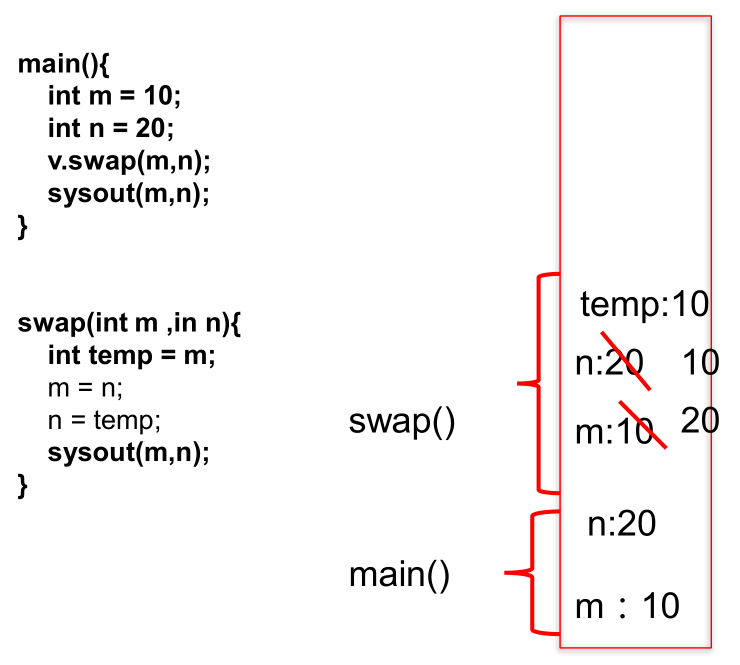 main(){
int m = 10;
int n = 20;
v.swap(m,n);
sysout(m,n);
}
swap(int m ,in n){
int temp = m;
m = n;
n = temp;
sysout(m,n);
}
swap()
main()
temp:10
n:20 10
m:10 20
n:20
m：10